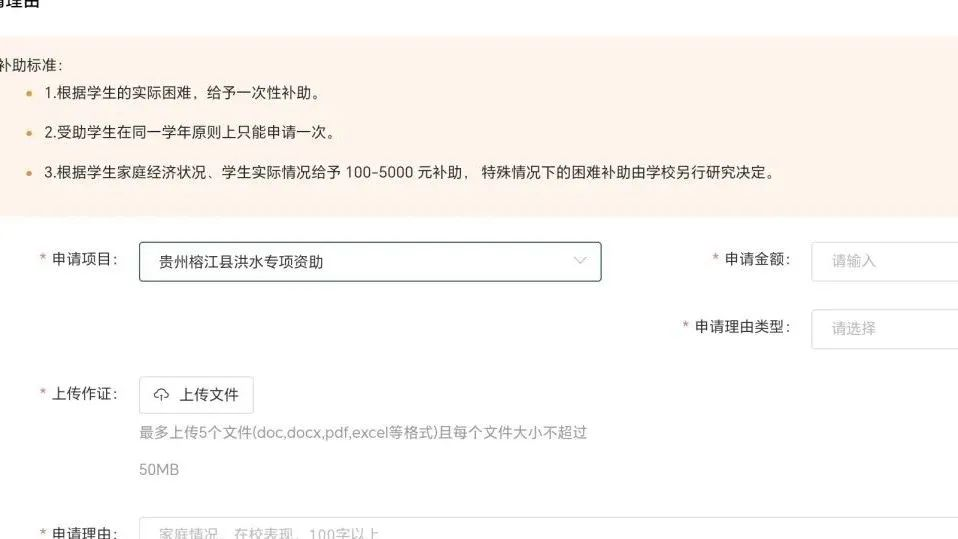 请理由
补助标准:
1.根据学生的实际困难，给予一次性补助。
2.受助学生在同一学年原则上只能申请一次。
3.根据学生家庭经济状况、学生实际情况给予 100-5000 元补助， 特殊情况下的困难补助由学校另行研究决定。
* 申请项目: 贵州榕江县洪水专项资助 * 申请金额: 请输入
* 申请理由类型: 请选择
* 上传作证: 上传文件
最多上传5个文件(doc,docx,pdf,excel等格式)且每个文件大小不超过
50MB
* 申请理由: 家庭情况、在校表现，100字以上